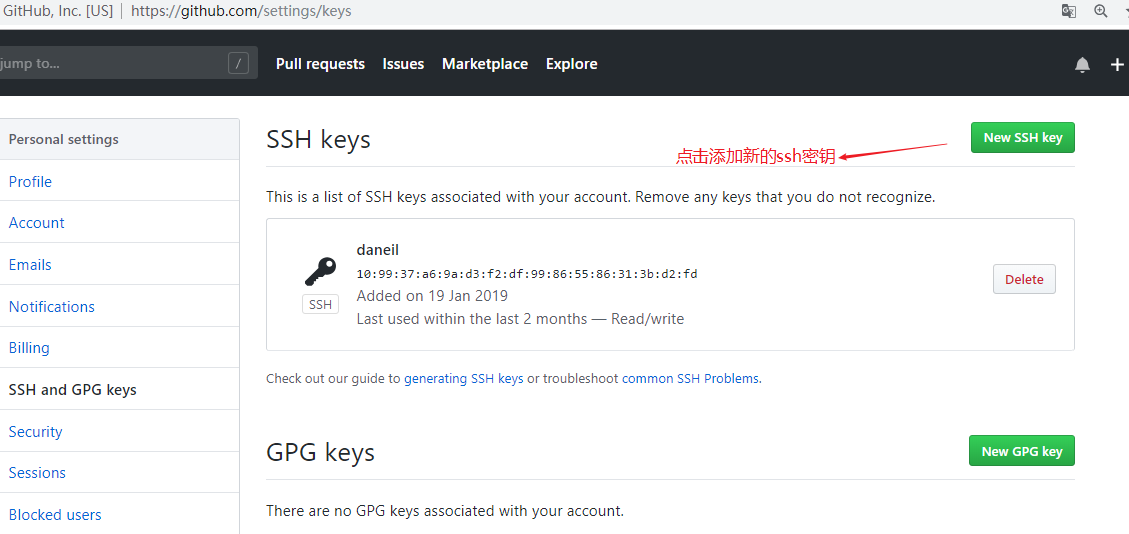 GitHub, Inc. [US] | https://github.com/settings/keys
jump to... /
Pull requests Issues Marketplace Explore
Personal settings
Profile
Account
Emails
Notifications
Billing
SSH and GPG keys
Security
Sessions
Blocked users
SSH keys
New SSH key
点击添加新的ssh密钥
This is a list of SSH keys associated with your account. Remove any keys that you do not recognize.
daneil
10:99:37:a6:9a:d3:f2:df:99:86:55:86:31:3b:d2:fd
SSH
Added on 19 Jan 2019
Last used within the last 2 months — Read/write
Delete
Check out our guide to generating SSH keys or troubleshoot common SSH Problems.
GPG keys
New GPG key
There are no GPG keys associated with your account.